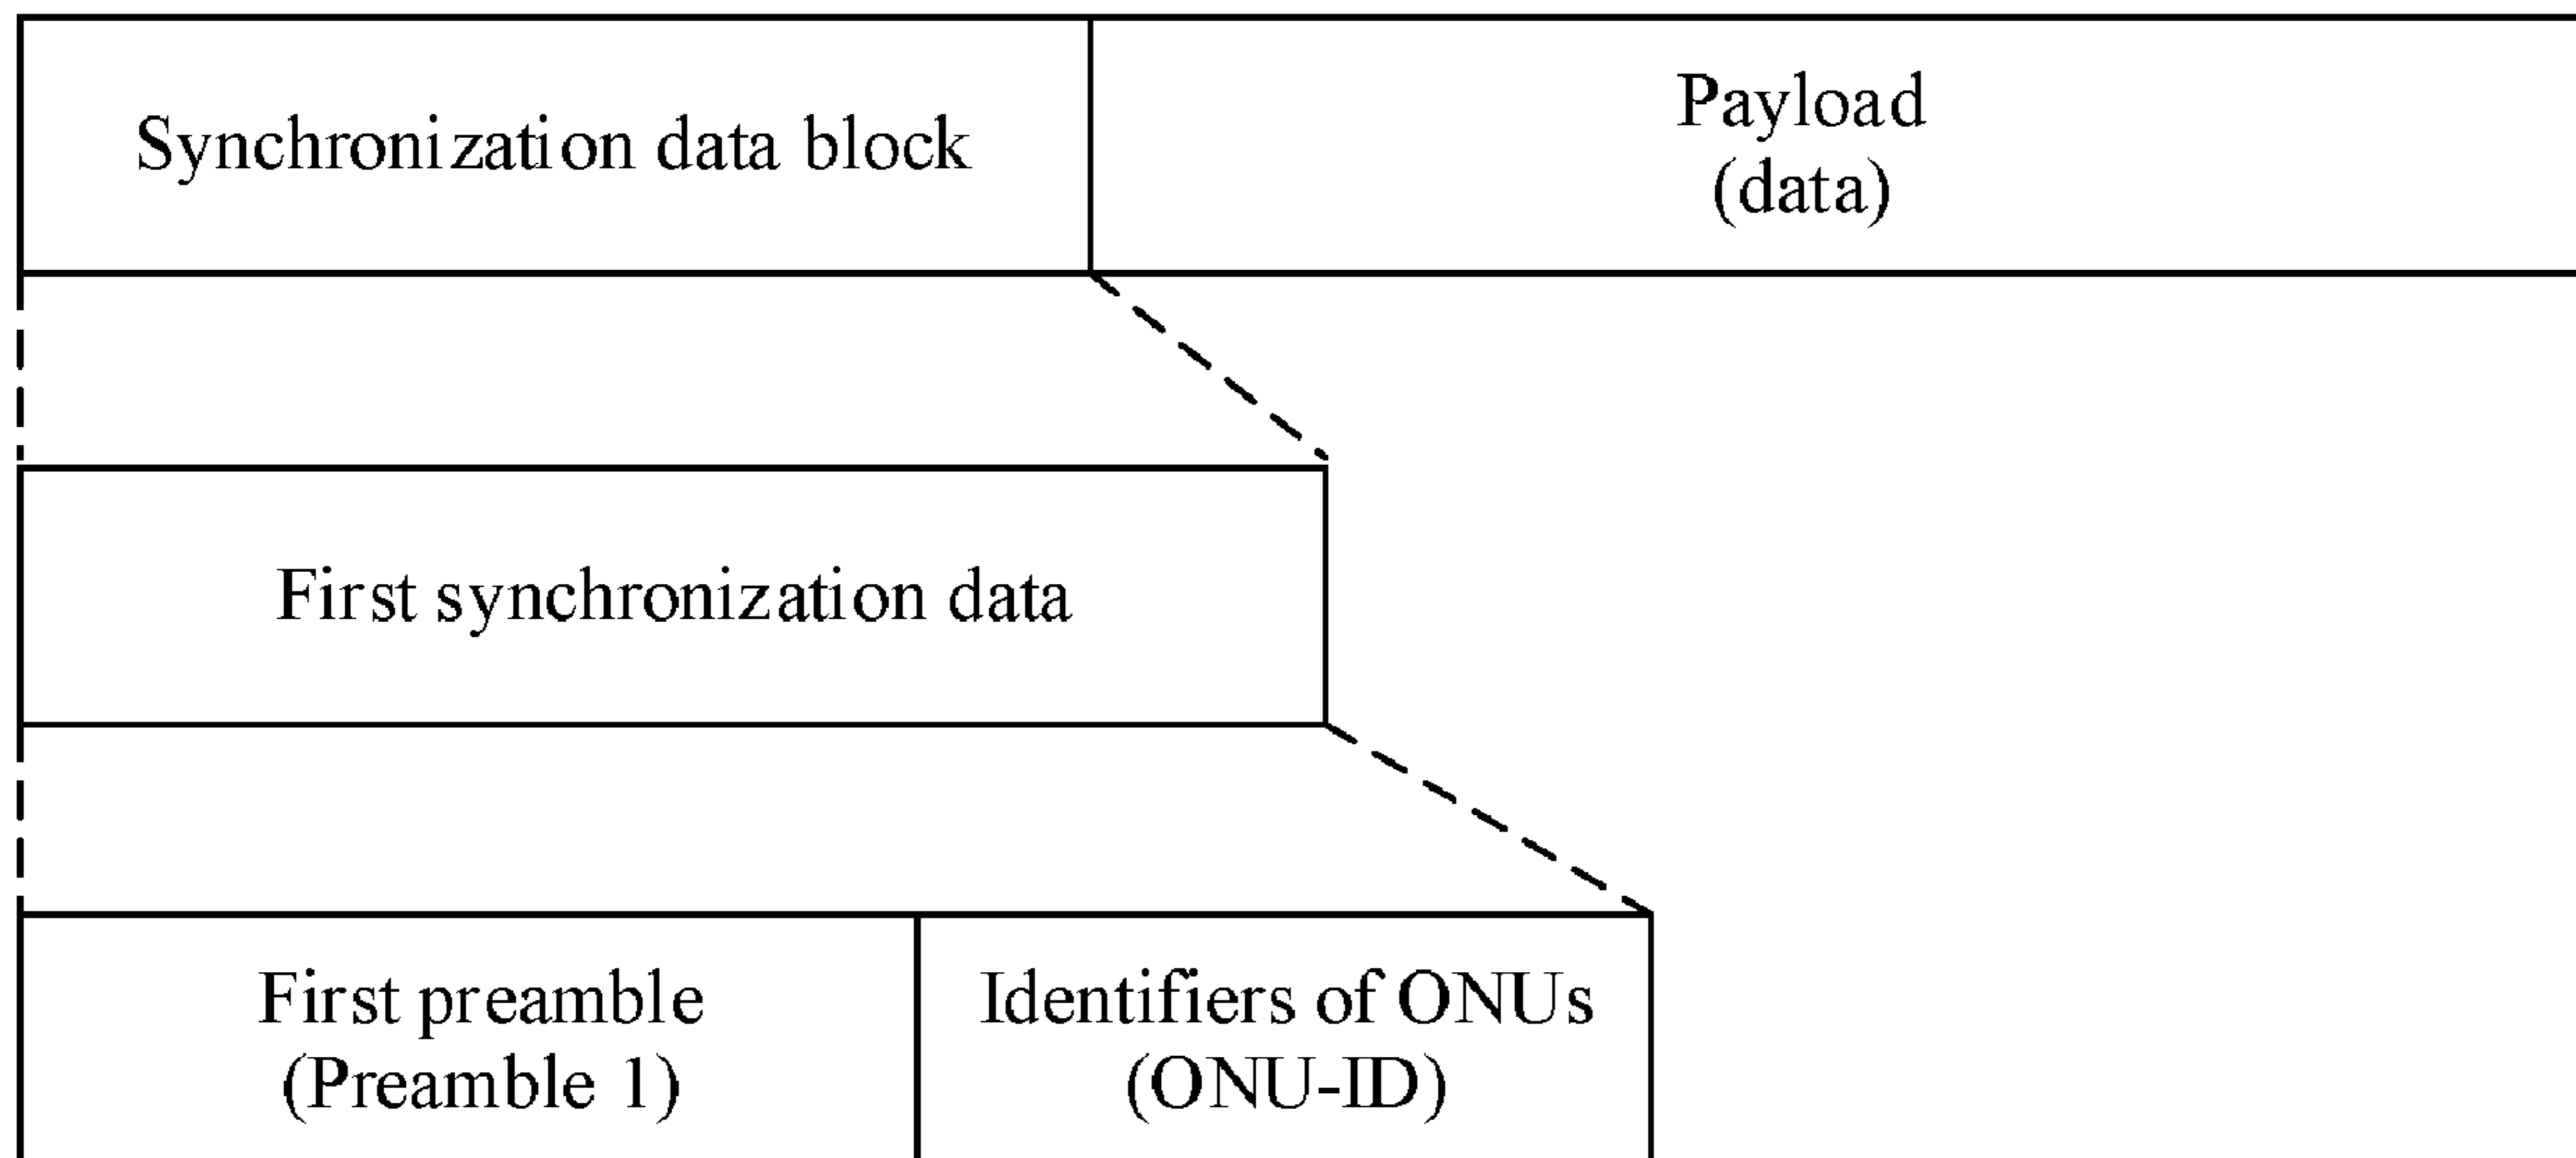 Synchronization data block
Payload
(data)
First synchronization data
First preamble
(Preamble 1)
Identifiers of ONUs
(ONU-ID)